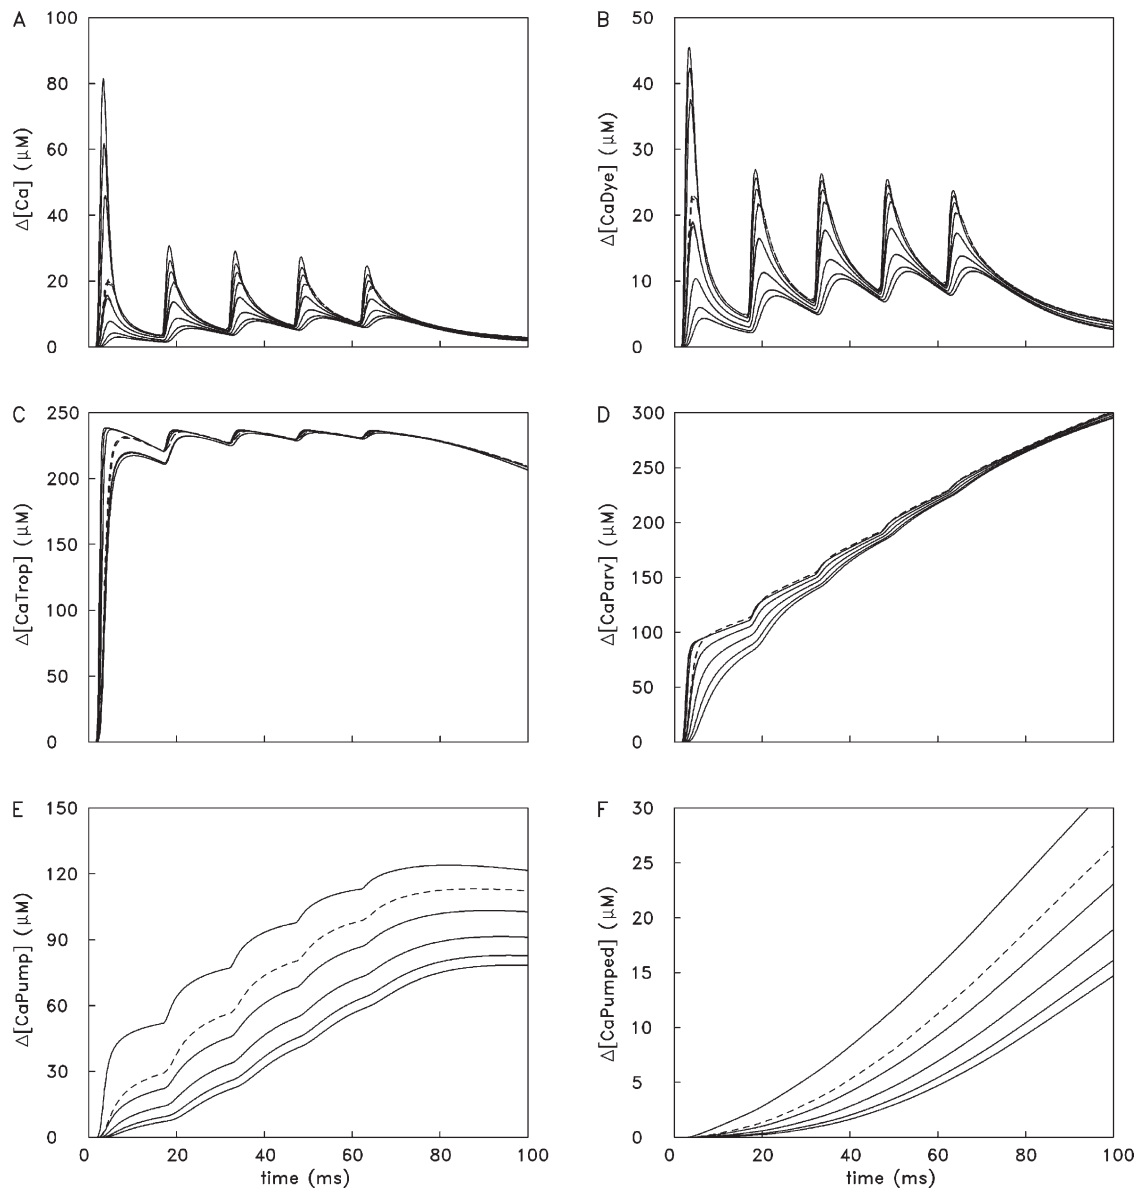 A
Δ[Ca] (μM)
100
80
60
40
20
0
B
Δ[CaDye] (μM)
50
40
30
20
10
0
C
Δ[CaTrop] (μM)
250
200
150
100
50
0
D
Δ[CaParv] (μM)
300
250
200
150
100
50
0
E
Δ[CaPump] (μM)
150
120
90
60
30
0
0 20 40 60 80 100
time (ms)
F
Δ[CaPumped] (μM)
30
25
20
15
10
5
0
0 20 40 60 80 100
time (ms)